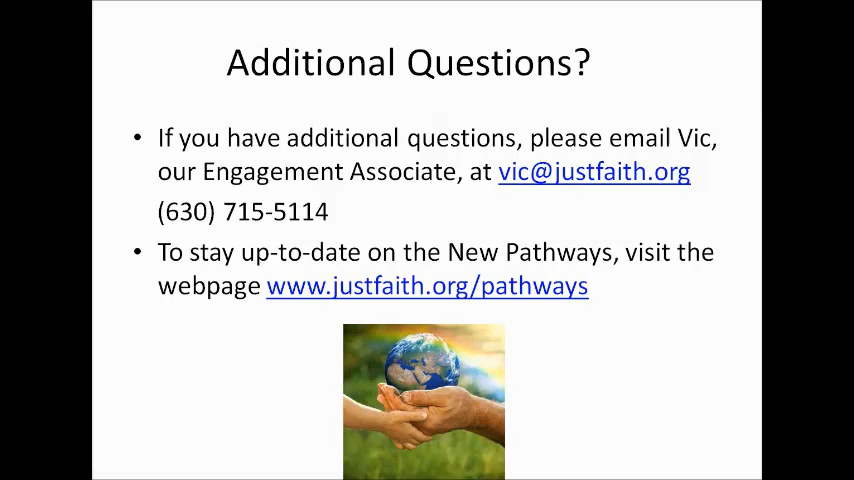 Additional Questions?
• If you have additional questions, please email Vic,
our Engagement Associate, at vic@justfaith.org
(630) 715-5114
• To stay up-to-date on the New Pathways, visit the
webpage www.justfaith.org/pathways